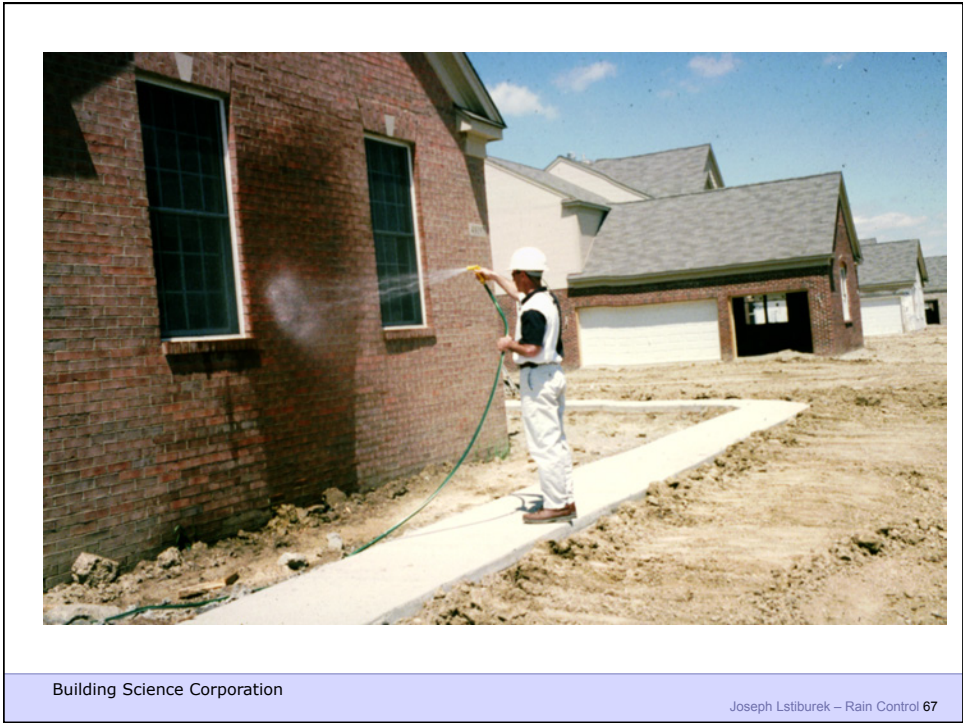 Building Science Corporation
Joseph Lstiburek – Rain Control 67